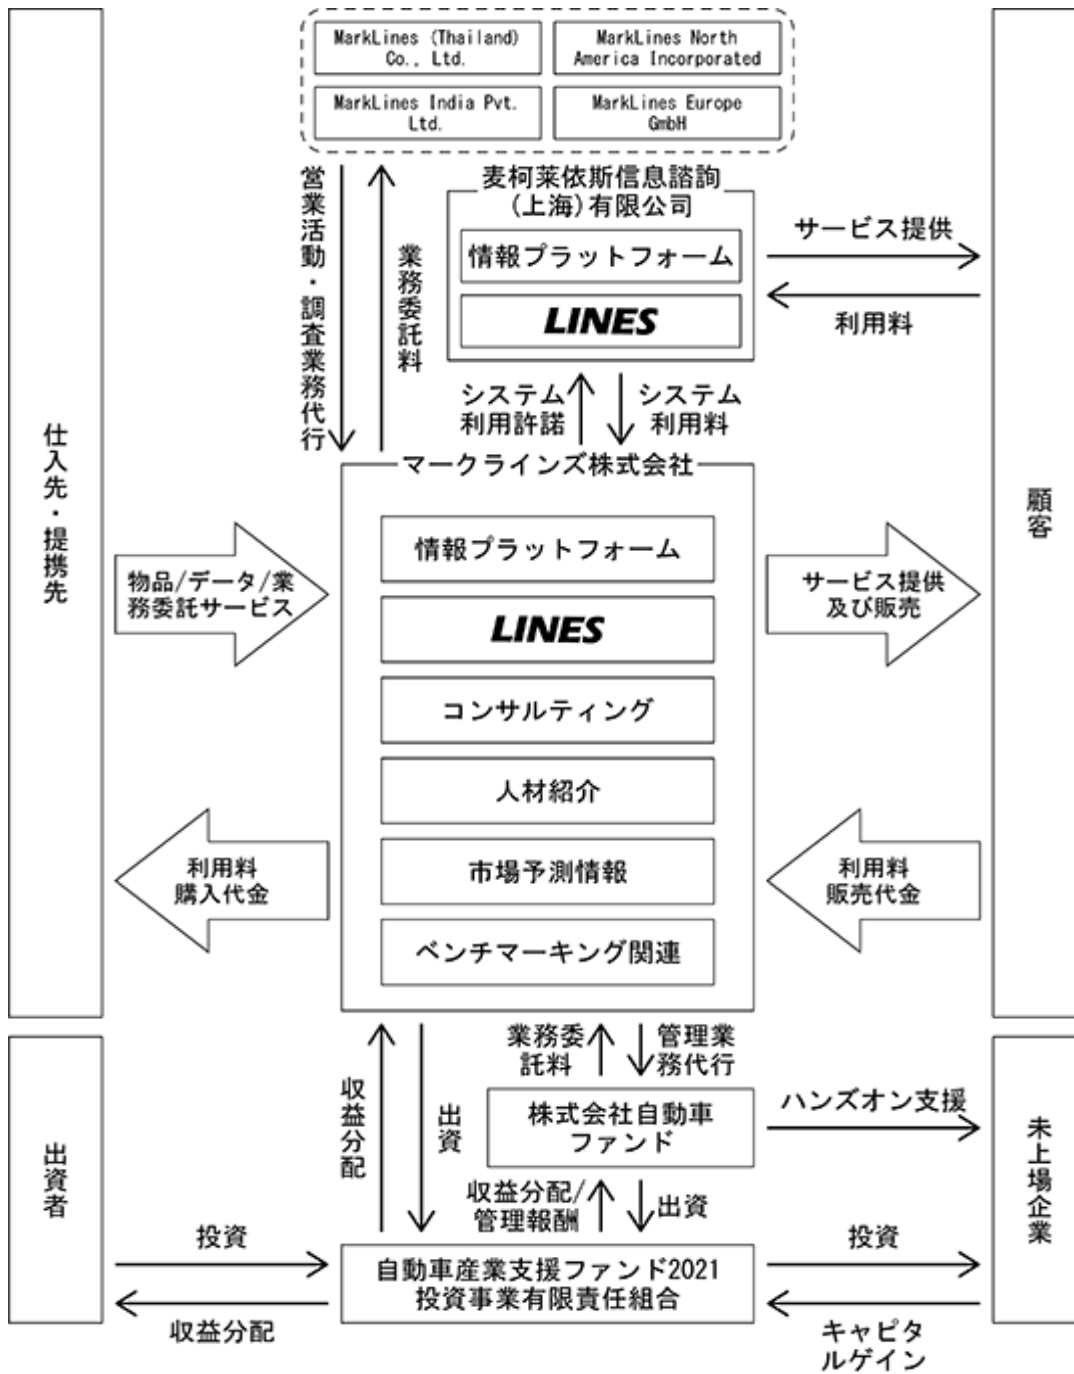 MarkLines (Thailand)
Co., Ltd.
MarkLines North
America Incorporated
MarkLines India Pvt.
Ltd.
MarkLines Europe
GmbH
営業活動・調査業務代行
業務委託料
麦柯莱依斯信息諮詢
(上海)有限公司
情報プラットフォーム
LINES
サービス提供
利用料
システム
利用許諾
システム
利用料
仕入先・提携先
マークラインズ株式会社
顧客
情報プラットフォーム
LINES
コンサルティング
人材紹介
市場予測情報
ベンチマーキング関連
物品/データ/業
務委託サービス
サービス提供
及び販売
利用料
購入代金
利用料
販売代金
業務委
託料
管理業
務代行
収益分配
出資
株式会社自動車
ファンド
ハンズオン支援
出資者
未上場企業
収益分配/
管理報酬
出資
投資
収益分配
自動車産業支援ファンド2021
投資事業有限責任組合
投資
キャピタ
ルゲイン